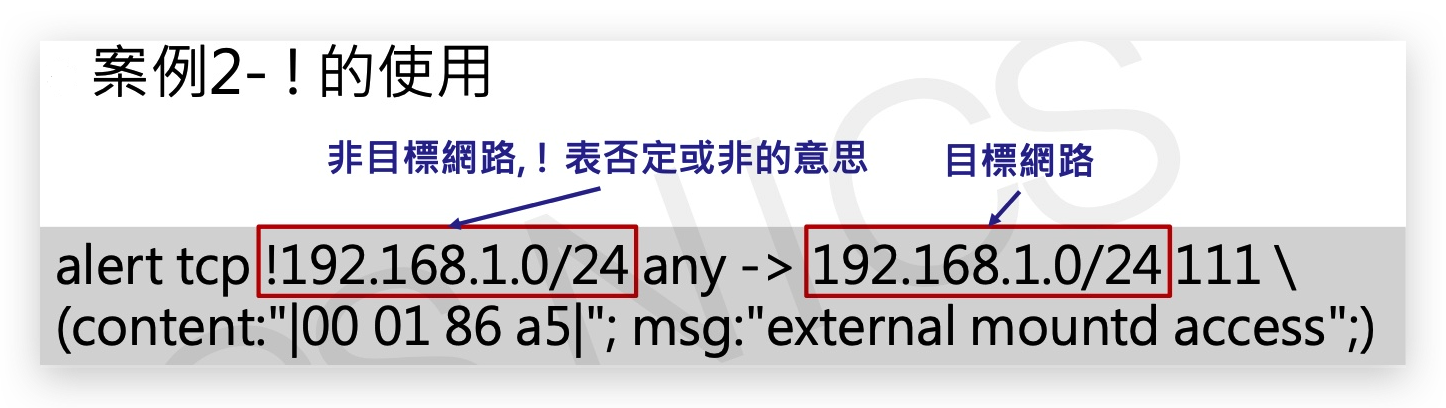 案例2-！的使用
非目標網路,！表否定或非的意思
目標網路
alert tcp !192.168.1.0/24 any -> 192.168.1.0/24 111 \
(content:"|00 01 86 a5|"; msg:"external mountd access";)
CS NICS